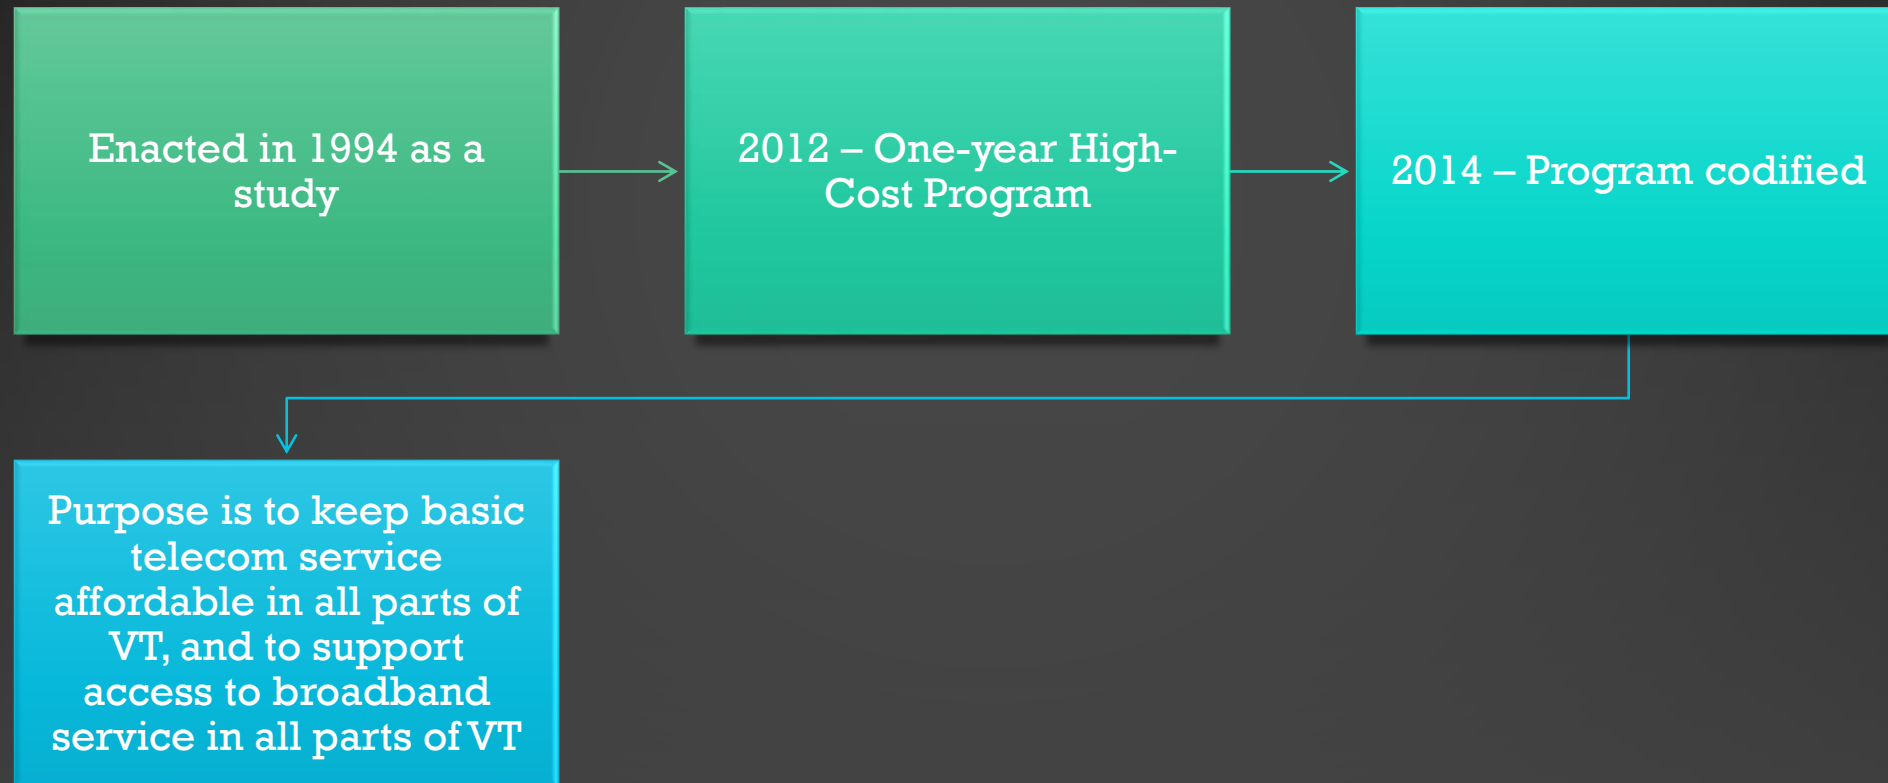 Enacted in 1994 as a
study
2012 – One-year High-
Cost Program
2014 – Program codified
Purpose is to keep basic
telecom service
affordable in all parts of
VT, and to support
access to broadband
service in all parts of VT